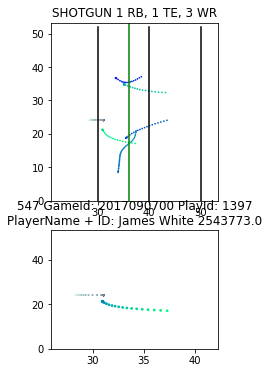 SHOTGUN 1 RB, 1 TE, 3 WR
50
40
30
20
10
0
30 40 50
547 GameId: 2017091700 PlayId: 1397
PlayerName + ID: James White 2543773.0
40
20
0
30 35 40